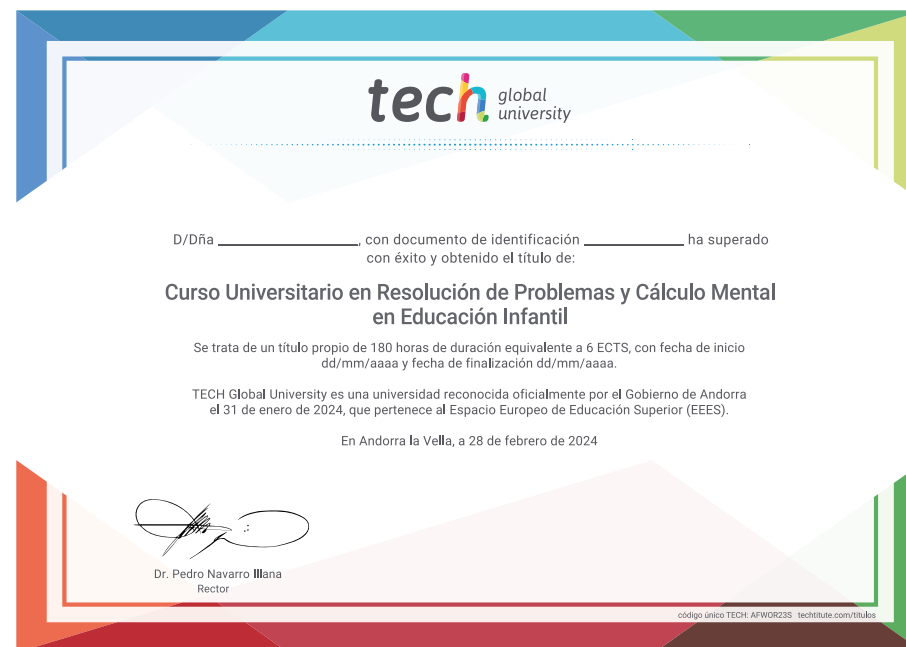 tech global university
D/Dña ____________________, con documento de identificación ______________ ha superado
con éxito y obtenido el título de:
Curso Universitario en Resolución de Problemas y Cálculo Mental
en Educación Infantil
Se trata de un título propio de 180 horas de duración equivalente a 6 ECTS, con fecha de inicio
dd/mm/aaaa y fecha de finalización dd/mm/aaaa.
TECH Global University es una universidad reconocida oficialmente por el Gobierno de Andorra
el 31 de enero de 2024, que pertenece al Espacio Europeo de Educación Superior (EEES).
En Andorra la Vella, a 28 de febrero de 2024
Dr. Pedro Navarro Illana
Rector
código único TECH: AFWOR23S techtitute.com/titulos